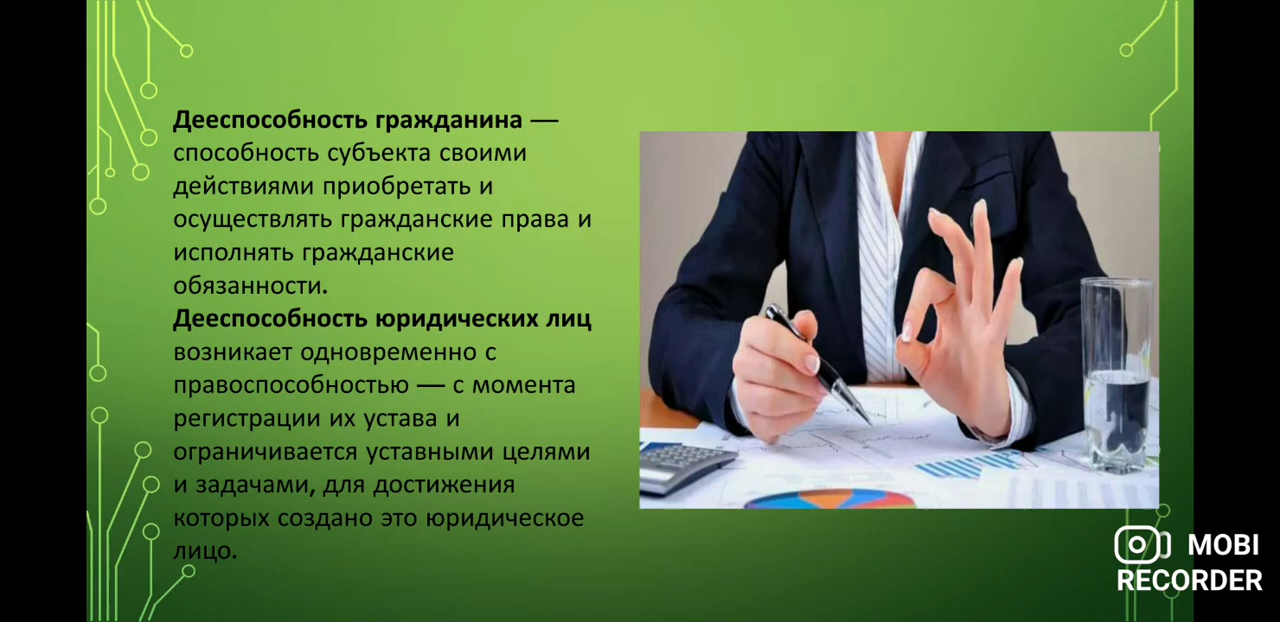 Дееспособность гражданина —
способность субъекта своими
действиями приобретать и
осуществлять гражданские права и
исполнять гражданские
обязанности.
Дееспособность юридических лиц
возникает одновременно с
правоспособностью — с момента
регистрации их устава и
ограничивается уставными целями
и задачами, для достижения
которых создано это юридическое
лицо.
MOBI
RECORDER